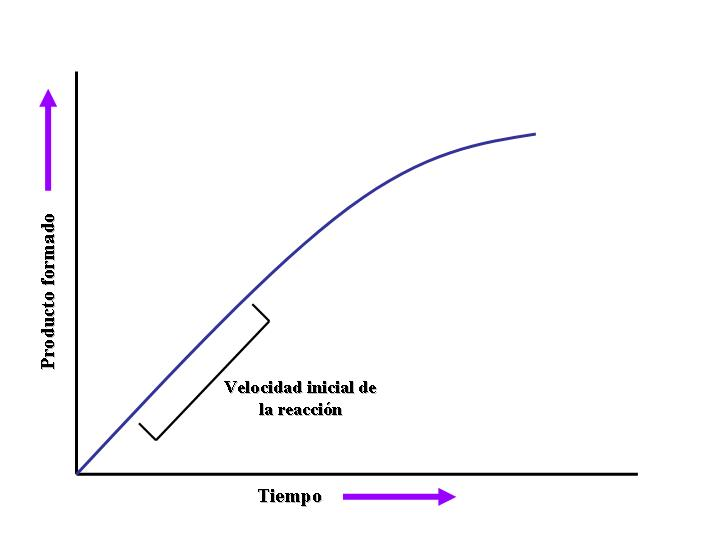 Producto formado
Velocidad inicial de
la reacción
Tiempo